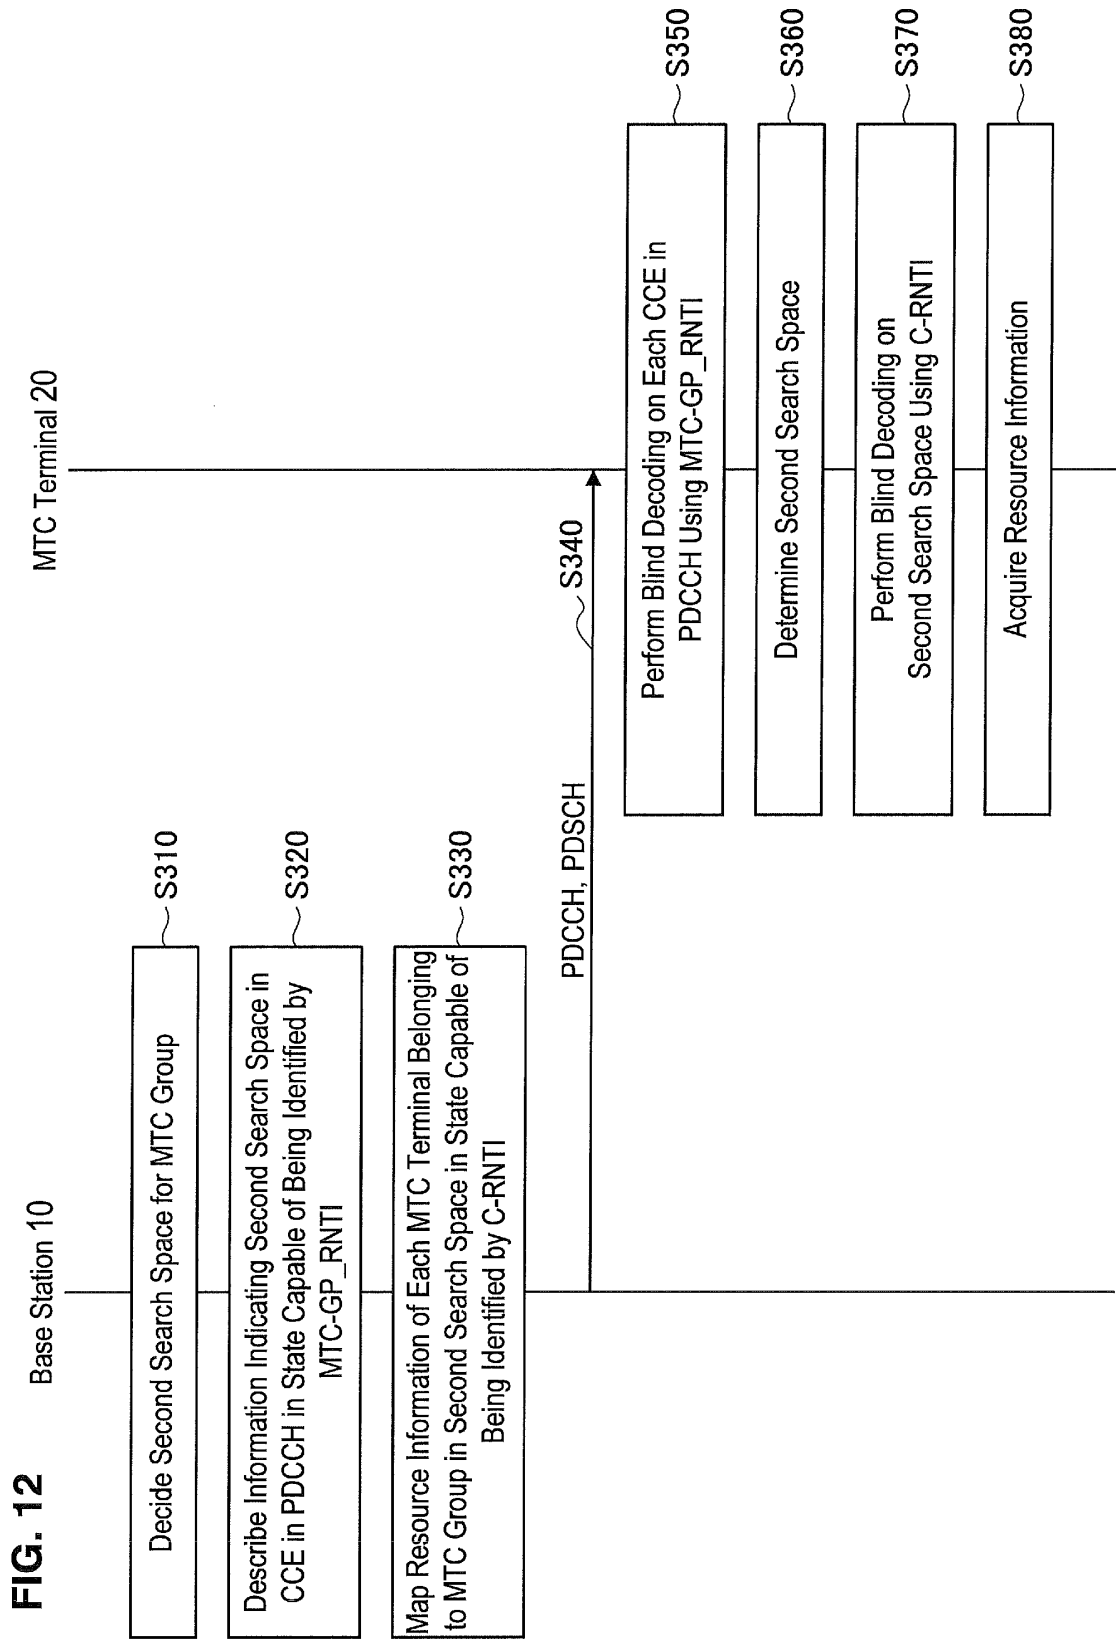 FIG. 12
Base Station 10
MTC Terminal 20
Decide Second Search Space for MTC Group
S310
Describe Information Indicating Second Search Space in
CCE in PDCCH in State Capable of Being Identified by
MTC-GP_RNTI
S320
Map Resource Information of Each MTC Terminal Belonging
to MTC Group in Second Search Space in State Capable of
Being Identified by C-RNTI
S330
PDCCH, PDSCH
S340
Perform Blind Decoding on Each CCE in
PDCCH Using MTC-GP_RNTI
S350
Determine Second Search Space
S360
Perform Blind Decoding on
Second Search Space Using C-RNTI
S370
Acquire Resource Information
S380